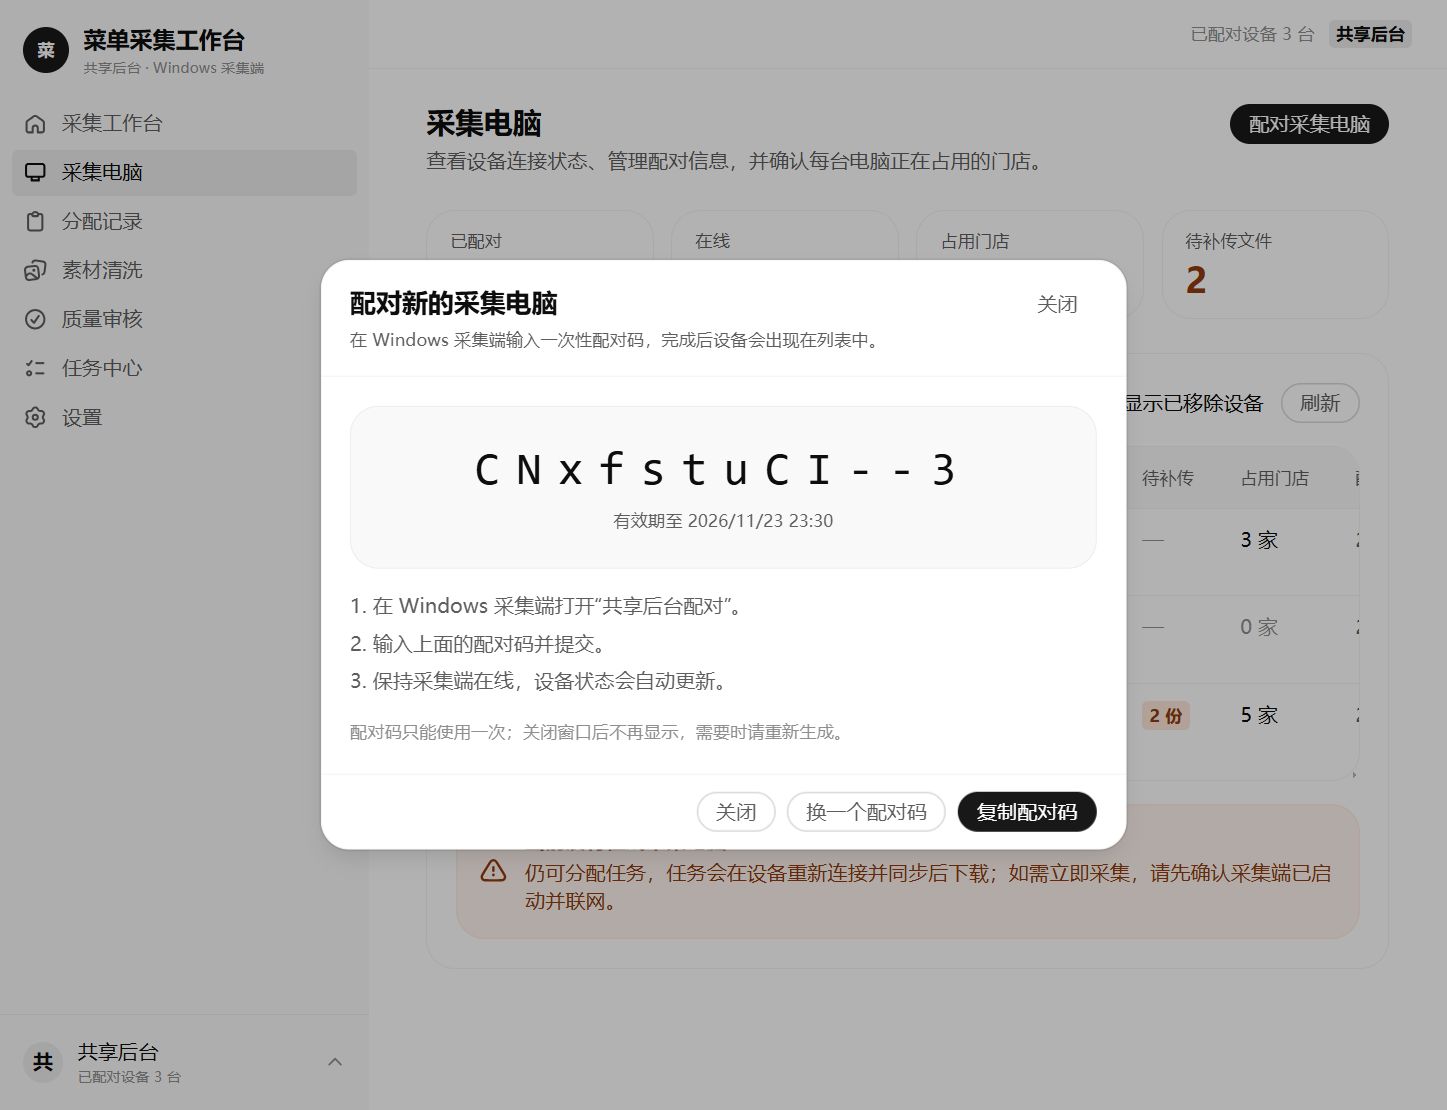 菜
菜单采集工作台
共享后台 · Windows 采集端
采集工作台
采集电脑
分配记录
素材清洗
质量审核
任务中心
设置
共
共享后台
已配对设备 3 台
已配对设备 3 台
共享后台
采集电脑
配对采集电脑
查看设备连接状态、管理配对信息，并确认每台电脑正在占用的门店。
已配对
在线
占用门店
待补传文件
2
显示已移除设备
刷新
待补传
占用门店
—
3 家
—
0 家
2 份
5 家
配对新的采集电脑
关闭
在 Windows 采集端输入一次性配对码，完成后设备会出现在列表中。
CNxfstuCI--3
有效期至 2026/11/23 23:30
1. 在 Windows 采集端打开“共享后台配对”。
2. 输入上面的配对码并提交。
3. 保持采集端在线，设备状态会自动更新。
配对码只能使用一次；关闭窗口后不再显示，需要时请重新生成。
关闭
换一个配对码
复制配对码
仍可分配任务，任务会在设备重新连接并同步后下载；如需立即采集，请先确认采集端已启
动并联网。